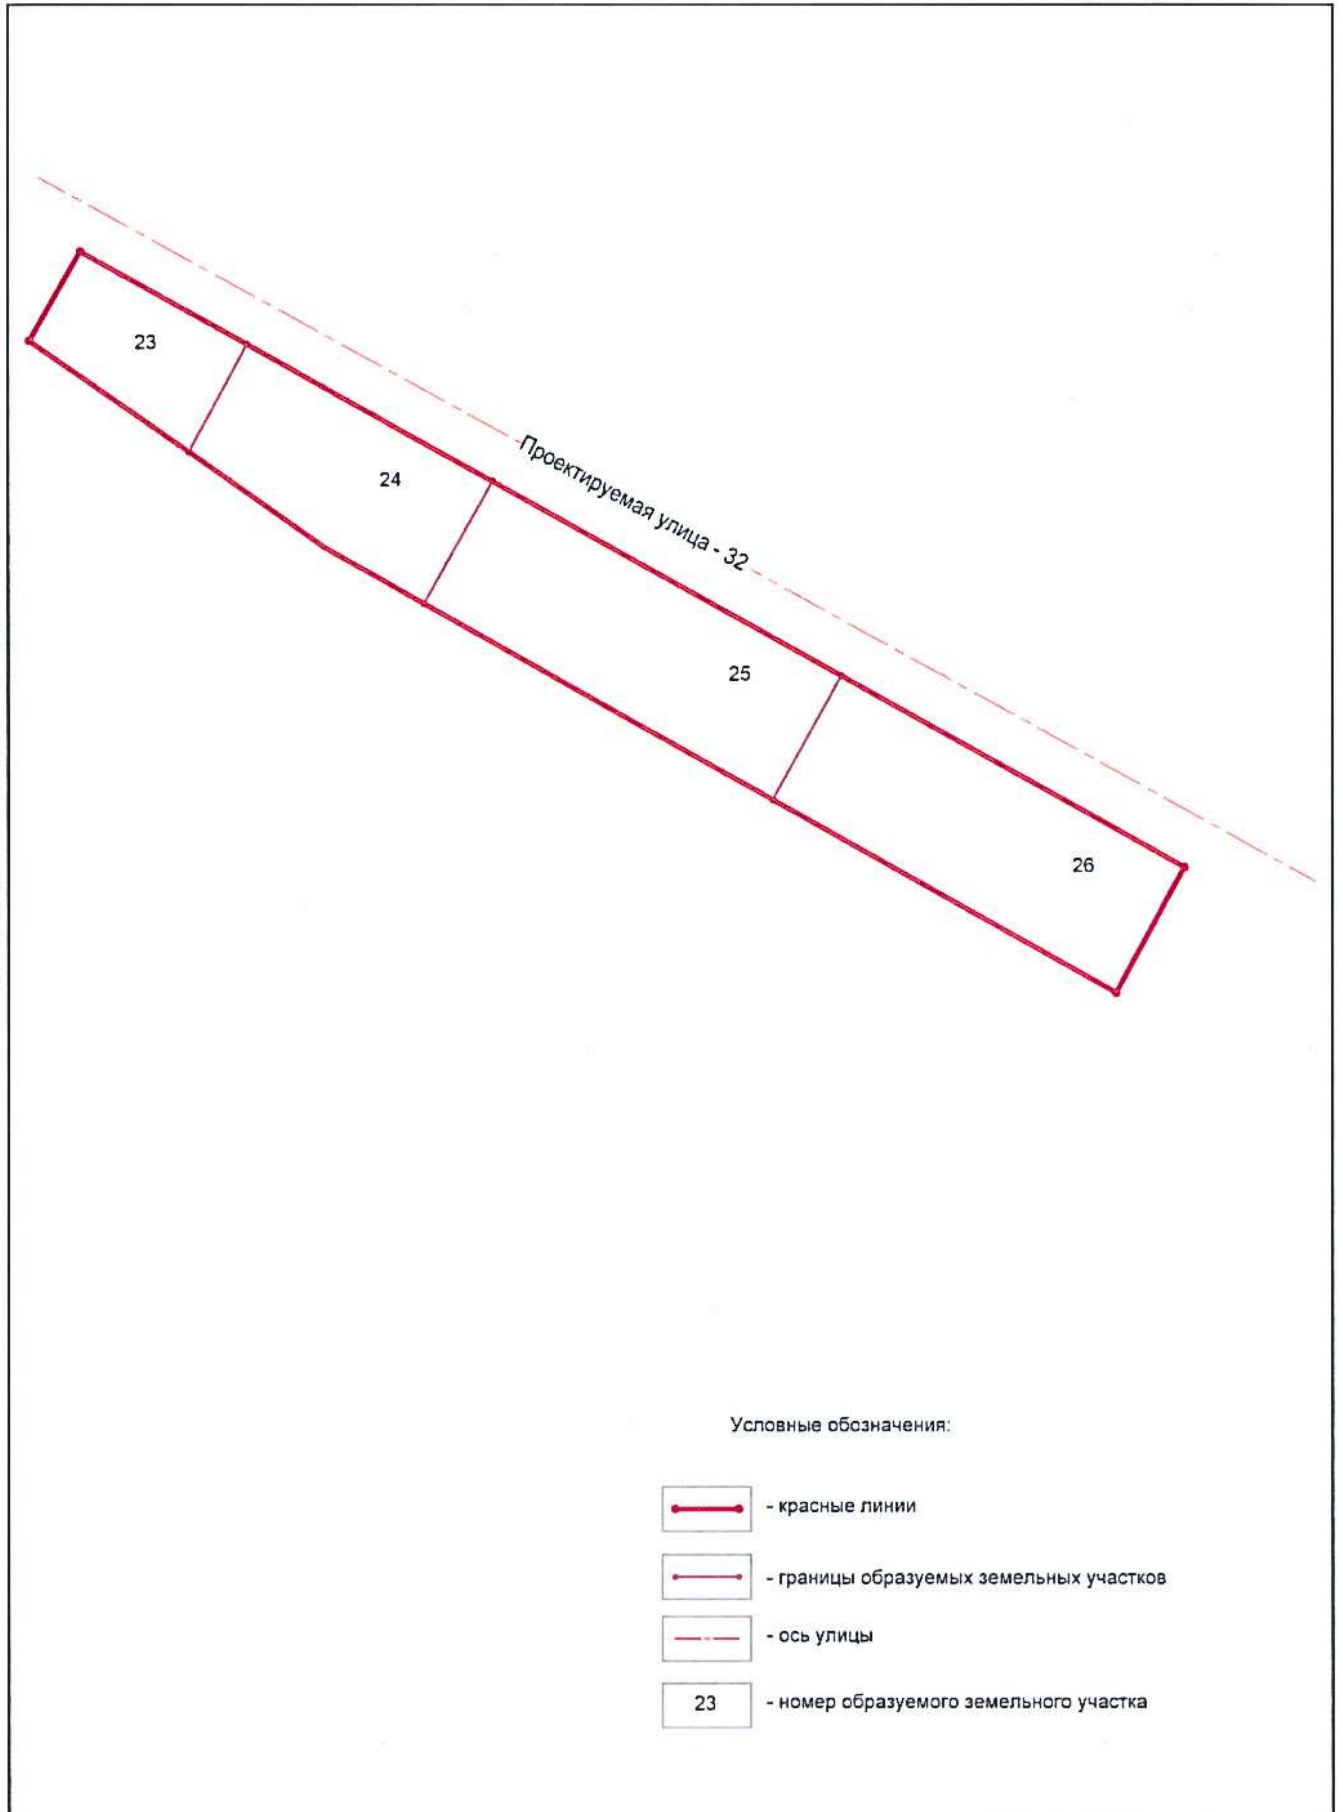 23
24
Проектируемая улица - 32
25
26
Условные обозначения:
- красные линии
- границы образуемых земельных участков
- ось улицы
23 - номер образуемого земельного участка